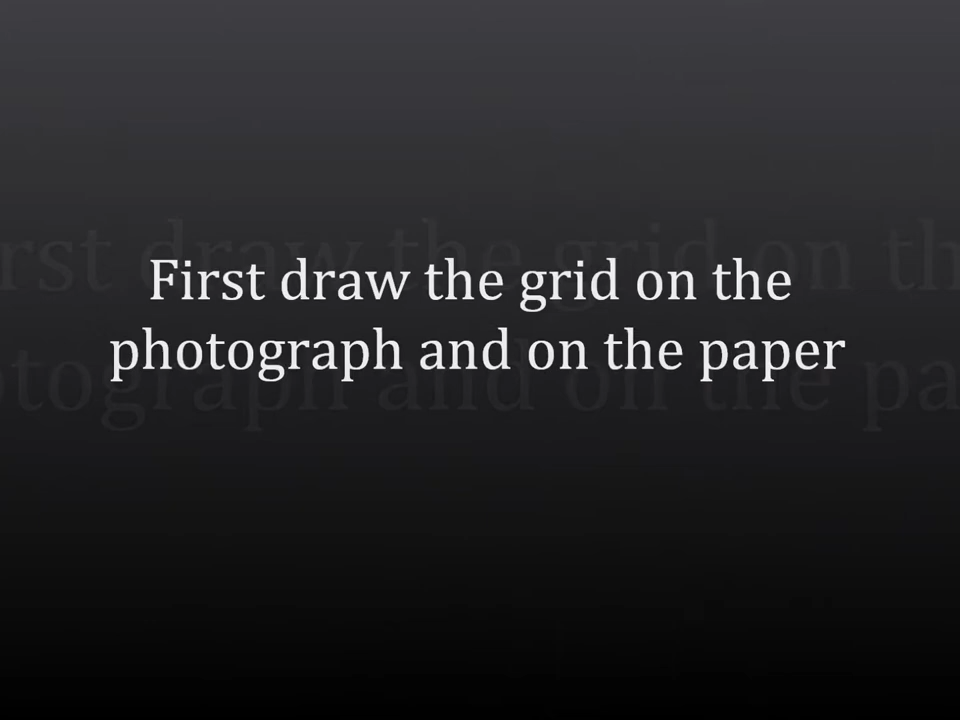 First draw the grid on the
photograph and on the paper